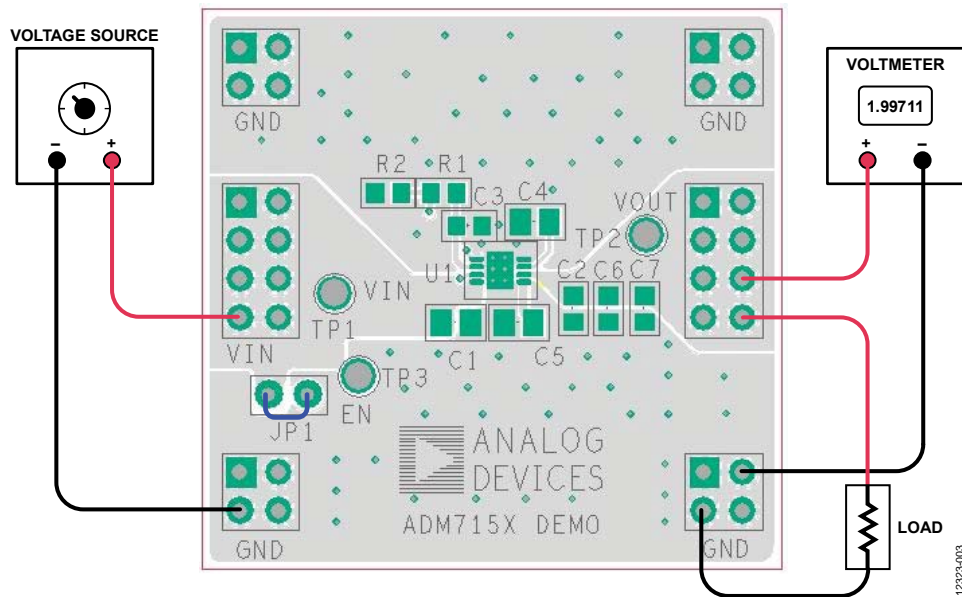 VOLTAGE SOURCE
–
+
VOLTMETER
1.99711
+
–
GND
GND
R2
R1
C3
C4
VOUT
TP2
U1
C2
C6
C7
VIN
TP1
VIN
C1
C5
TP3
EN
JP1
ANALOG
DEVICES
ADM715X DEMO
GND
GND
LOAD
12323-003